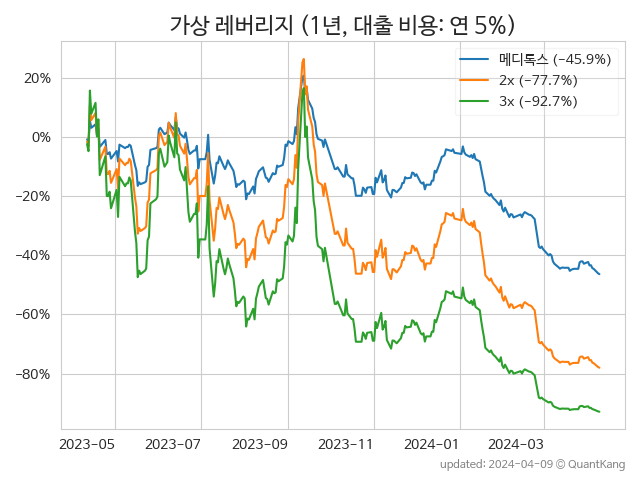 가상 레버리지 (1년, 대출 비용: 연 5%)
메디톡스 (−45.9%)
2x (−77.7%)
3x (−92.7%)
20%
0%
−20%
−40%
−60%
−80%
2023-05 2023-07 2023-09 2023-11 2024-01 2024-03
updated: 2024-04-09 © QuantKang